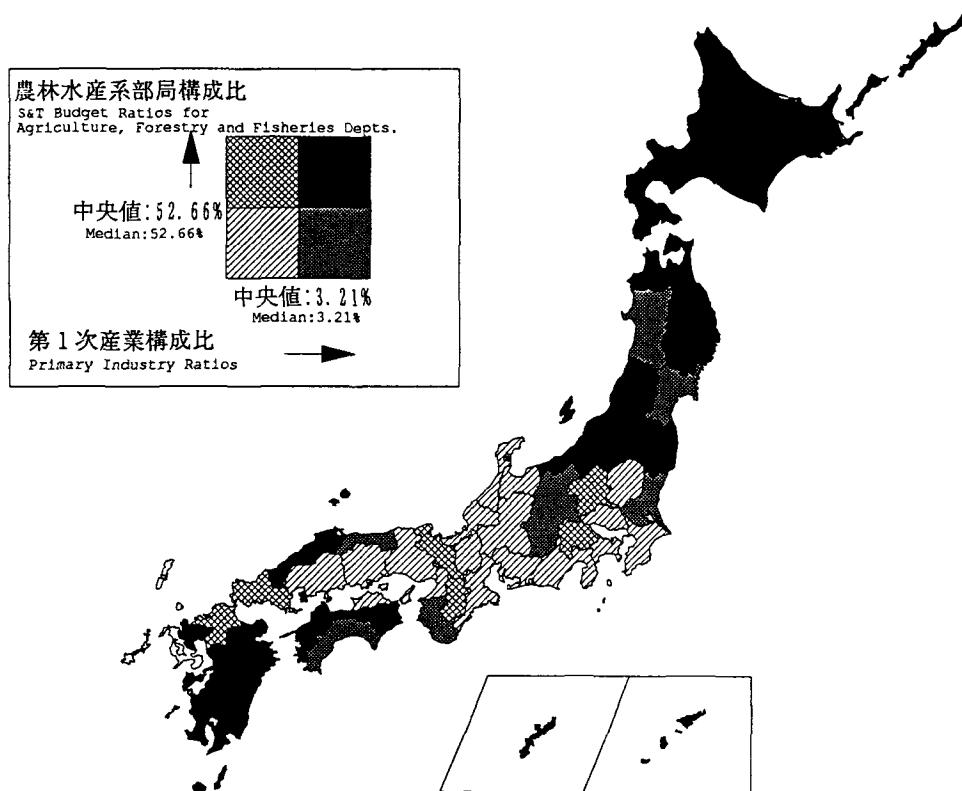 農林水産系部局構成比
S&T Budget Ratios for
Agriculture, Forestry and Fisheries Depts.
中央値:52.66%
Median:52.66%
中央値:3.21%
Median:3.21%
第1次産業構成比
Primary Industry Ratios